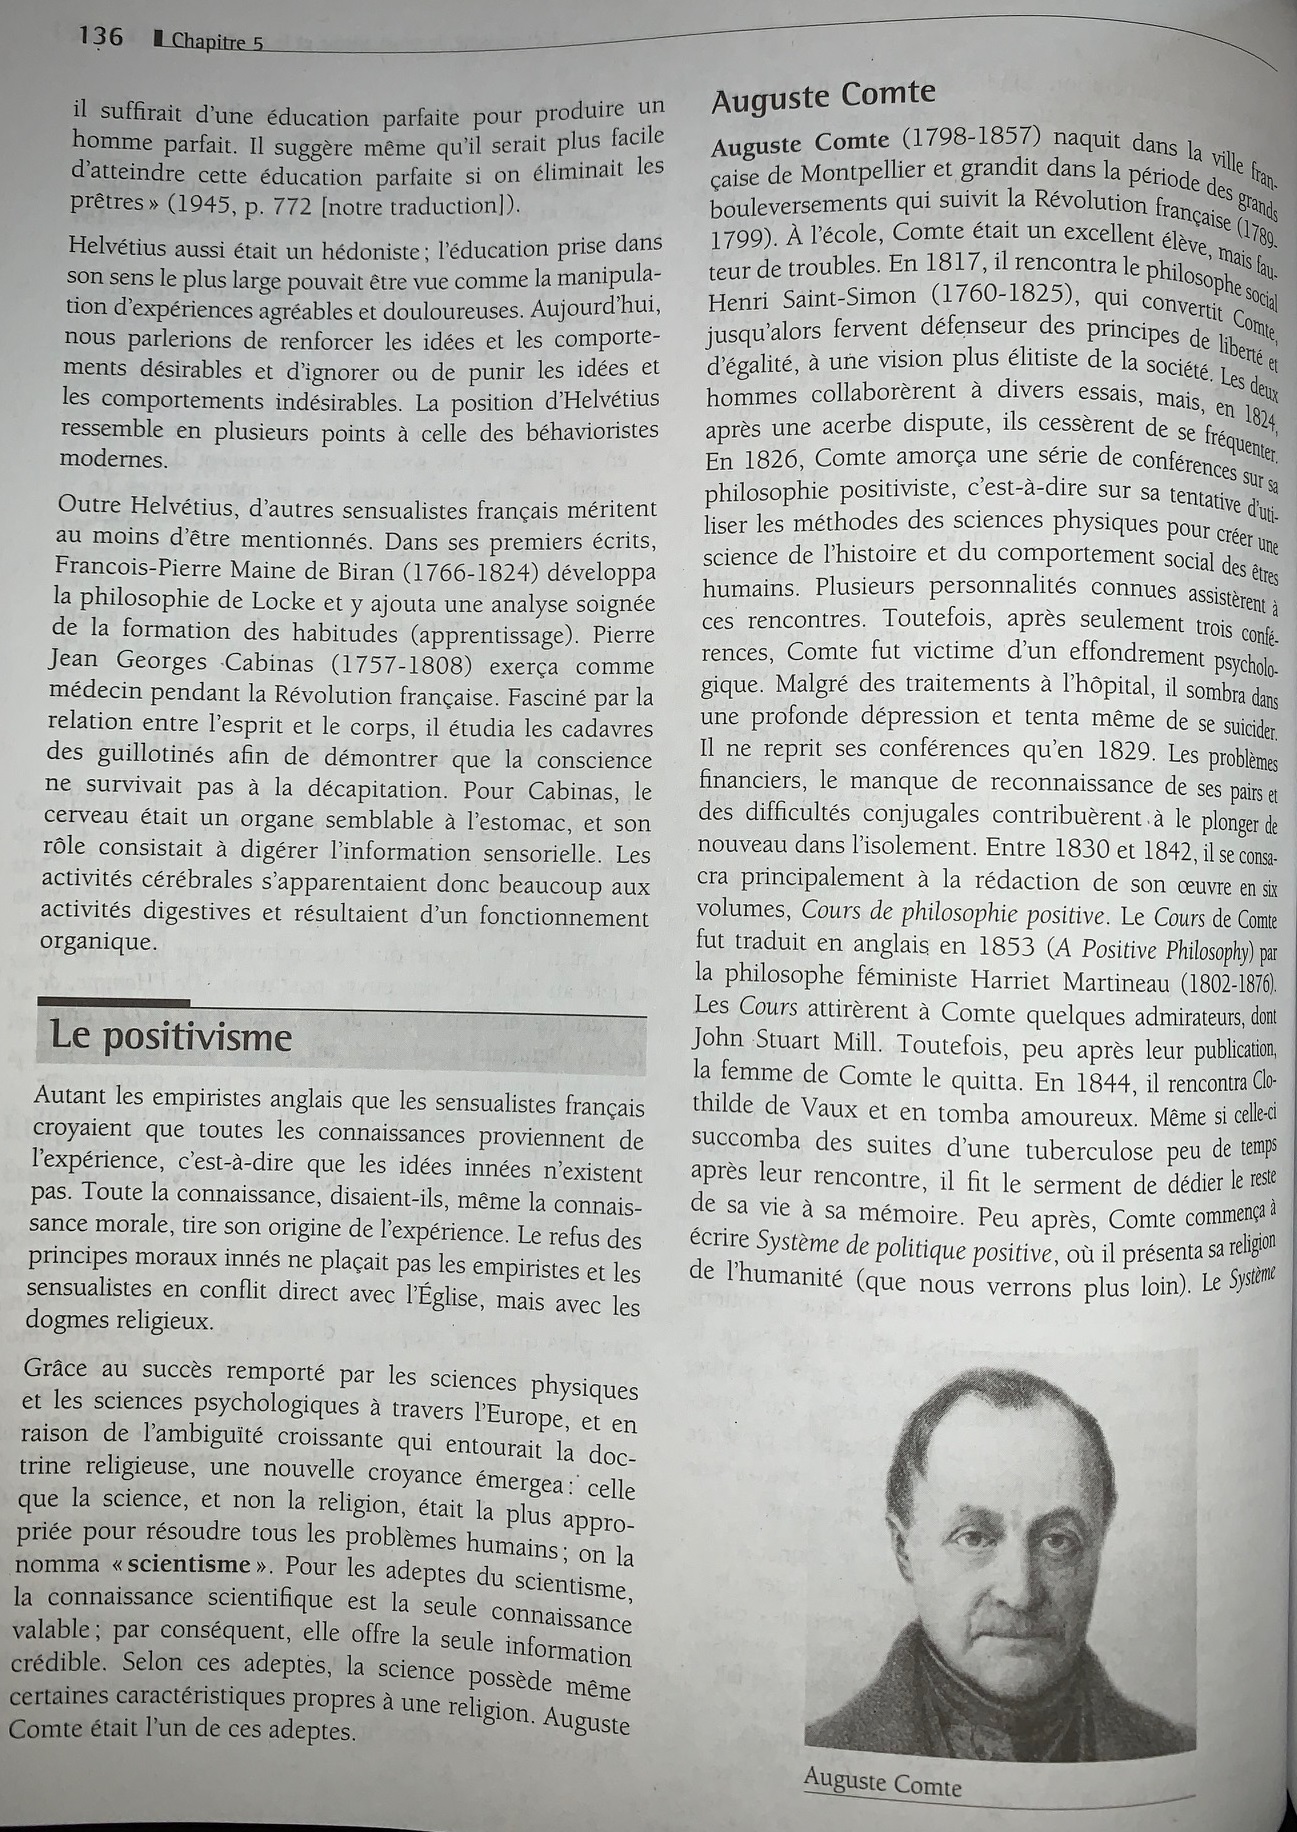 136 Chapitre 5
il suffirait d'une éducation parfaite pour produire un
homme parfait. Il suggère même qu'il serait plus facile
d'atteindre cette éducation parfaite si on éliminait les
prêtres » (1945, p. 772 [notre traduction]).
Helvétius aussi était un hédoniste ; l'éducation prise dans
son sens le plus large pouvait être vue comme la manipula-
tion d'expériences agréables et douloureuses. Aujourd'hui,
nous parlerions de renforcer les idées et les comporte-
ments désirables et d'ignorer ou de punir les idées et
les comportements indésirables. La position d'Helvétius
ressemble en plusieurs points à celle des béhavioristes
modernes.
Outre Helvétius, d'autres sensualistes français méritent
au moins d'être mentionnés. Dans ses premiers écrits,
Francois-Pierre Maine de Biran (1766-1824) développa
la philosophie de Locke et y ajouta une analyse soignée
de la formation des habitudes (apprentissage). Pierre
Jean Georges Cabinas (1757-1808) exerça comme
médecin pendant la Révolution française. Fasciné par la
relation entre l'esprit et le corps, il étudia les cadavres
des guillotinés afin de démontrer que la conscience
ne survivait pas à la décapitation. Pour Cabinas, le
cerveau était un organe semblable à l'estomac, et son
rôle consistait à digérer l'information sensorielle. Les
activités cérébrales s'apparentaient donc beaucoup aux
activités digestives et résultaient d'un fonctionnement
organique.
Le positivisme
Autant les empiristes anglais que les sensualistes français
croyaient que toutes les connaissances proviennent de
l'expérience, c'est-à-dire que les idées innées n'existent
pas. Toute la connaissance, disaient-ils, même la connais-
sance morale, tire son origine de l'expérience. Le refus des
principes moraux innés ne plaçait pas les empiristes et les
sensualistes en conflit direct avec l'Église, mais avec les
dogmes religieux.
Grâce au succès remporté par les sciences physiques
et les sciences psychologiques à travers l'Europe, et en
raison de l'ambiguïté croissante qui entourait la doc-
trine religieuse, une nouvelle croyance émergea : celle
que la science, et non la religion, était la plus appro-
priée pour résoudre tous les problèmes humains ; on la
nomma « scientisme ». Pour les adeptes du scientisme,
la connaissance scientifique est la seule connaissance
valable ; par conséquent, elle offre la seule information
crédible. Selon ces adeptes, la science possède même
certaines caractéristiques propres à une religion. Auguste
Comte était l'un de ces adeptes.
Auguste Comte
Auguste Comte (1798-1857) naquit dans la ville fran-
çaise de Montpellier et grandit dans la période des grands
bouleversements qui suivit la Révolution française (1789-
1799). À l'école, Comte était un excellent élève, mais fau-
teur de troubles. En 1817, il rencontra le philosophe social
Henri Saint-Simon (1760-1825), qui convertit Comte,
jusqu'alors fervent défenseur des principes de liberté et
d'égalité, à une vision plus élitiste de la société. Les deux
hommes collaborèrent à divers essais, mais, en 1824,
après une acerbe dispute, ils cessèrent de se fréquenter.
En 1826, Comte amorça une série de conférences sur sa
philosophie positiviste, c'est-à-dire sur sa tentative d'uti-
liser les méthodes des sciences physiques pour créer une
science de l'histoire et du comportement social des êtres
humains. Plusieurs personnalités connues assistèrent à
ces rencontres. Toutefois, après seulement trois confé-
rences, Comte fut victime d'un effondrement psycholo-
gique. Malgré des traitements à l'hôpital, il sombra dans
une profonde dépression et tenta même de se suicider.
Il ne reprit ses conférences qu'en 1829. Les problèmes
financiers, le manque de reconnaissance de ses pairs et
des difficultés conjugales contribuèrent à le plonger de
nouveau dans l'isolement. Entre 1830 et 1842, il se consa-
cra principalement à la rédaction de son œuvre en six
volumes, Cours de philosophie positive. Le Cours de Comte
fut traduit en anglais en 1853 (A Positive Philosophy) par
la philosophe féministe Harriet Martineau (1802-1876).
Les Cours attirèrent à Comte quelques admirateurs, dont
John Stuart Mill. Toutefois, peu après leur publication,
la femme de Comte le quitta. En 1844, il rencontra Clo-
thilde de Vaux et en tomba amoureux. Même si celle-ci
succomba des suites d'une tuberculose peu de temps
après leur rencontre, il fit le serment de dédier le reste
de sa vie à sa mémoire. Peu après, Comte commença à
écrire Système de politique positive, où il présenta sa religion
de l'humanité (que nous verrons plus loin). Le Système
Auguste Comte